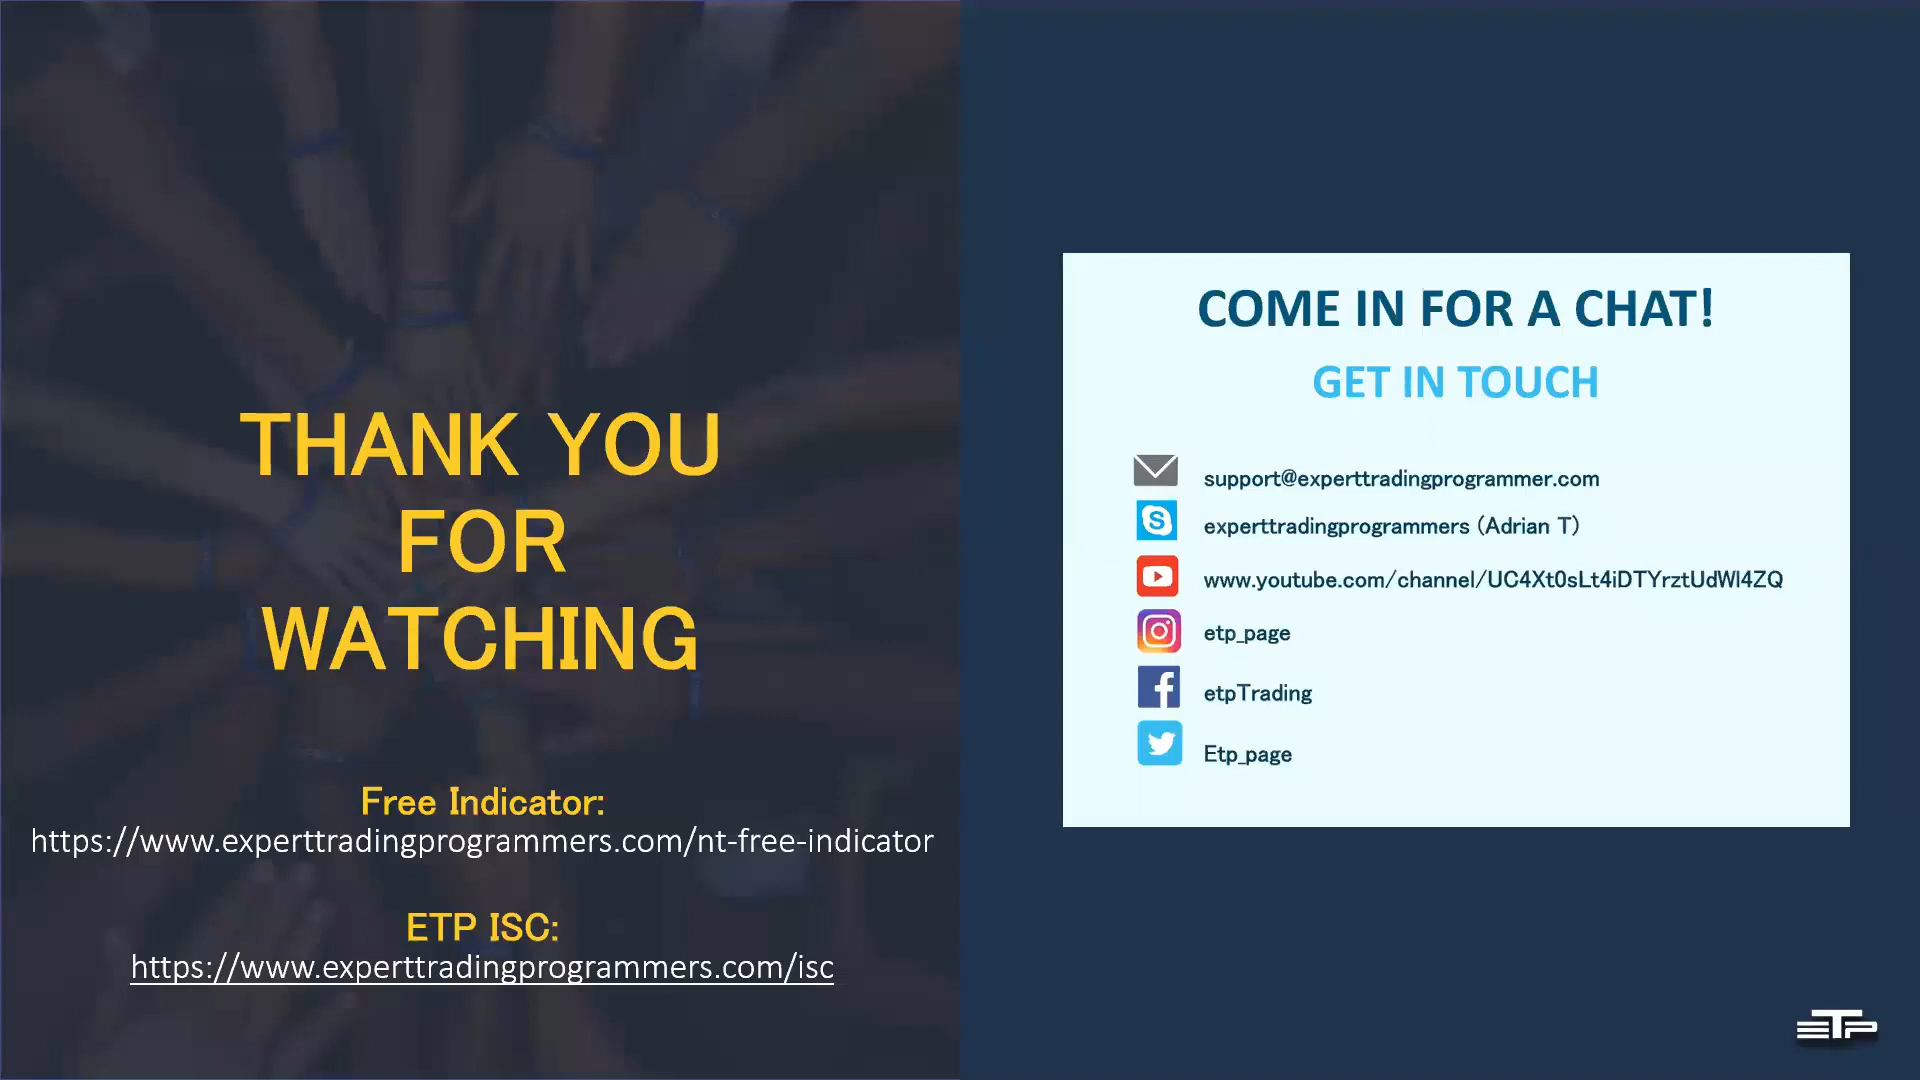 THANK YOU
FOR
WATCHING
Free Indicator:
https://www.experttradingprogrammers.com/nt-free-indicator
ETP ISC:
https://www.experttradingprogrammers.com/isc
COME IN FOR A CHAT!
GET IN TOUCH
support@experttradingprogrammer.com
experttradingprogrammers (Adrian T)
www.youtube.com/channel/UC4Xt0sLt4iDTYrztUdWl4ZQ
etp_page
etpTrading
Etp_page
ETP